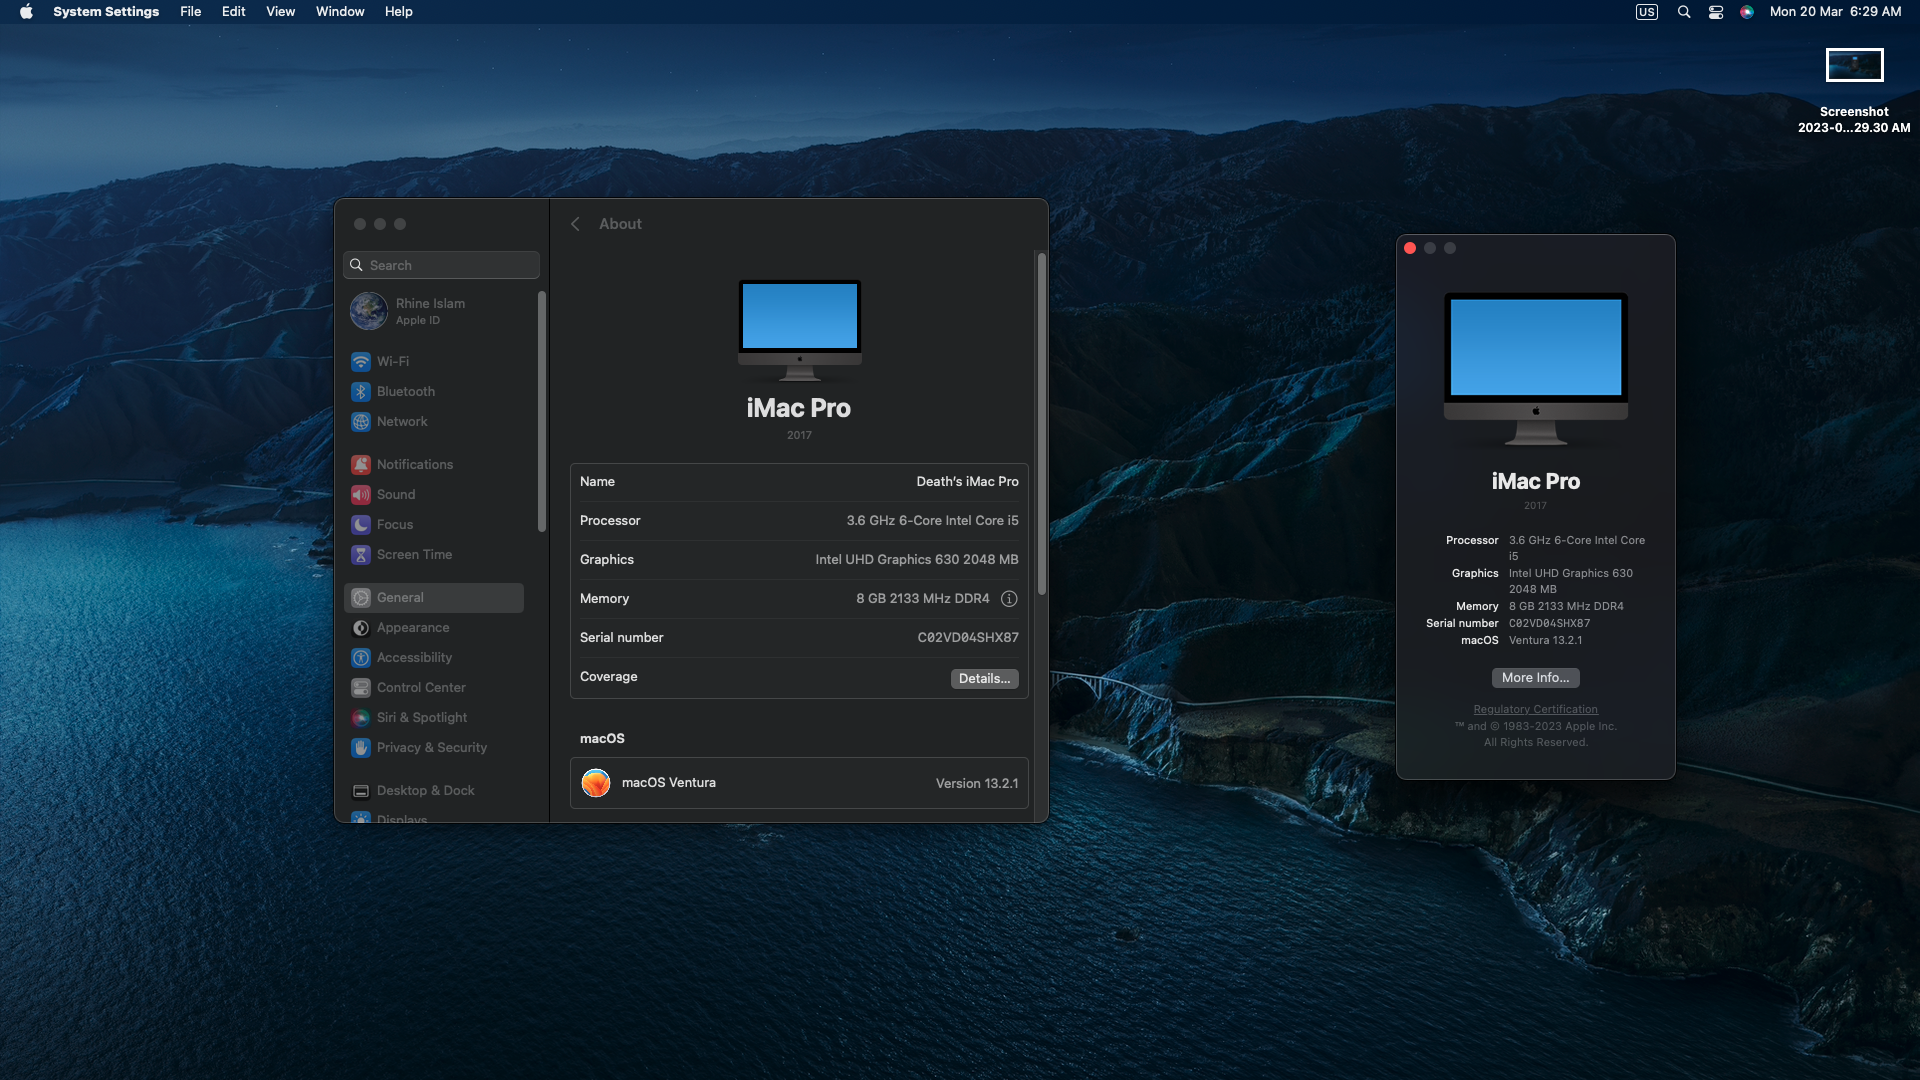 System Settings File Edit View Window Help
US Mon 20 Mar 6:29 AM
Screenshot
2023-0...29.30 AM
Search
Rhine Islam
Apple ID
Wi-Fi
Bluetooth
Network
Notifications
Sound
Focus
Screen Time
General
Appearance
Accessibility
Control Center
Siri & Spotlight
Privacy & Security
Desktop & Dock
Displays
About
iMac Pro
2017
Name Death's iMac Pro
Processor 3.6 GHz 6-Core Intel Core i5
Graphics Intel UHD Graphics 630 2048 MB
Memory 8 GB 2133 MHz DDR4
Serial number C02VD04SHX87
Coverage Details...
macOS
macOS Ventura Version 13.2.1
iMac Pro
2017
Processor 3.6 GHz 6-Core Intel Core
i5
Graphics Intel UHD Graphics 630
2048 MB
Memory 8 GB 2133 MHz DDR4
Serial number C02VD04SHX87
macOS Ventura 13.2.1
More Info...
Regulatory Certification
™ and © 1983-2023 Apple Inc.
All Rights Reserved.